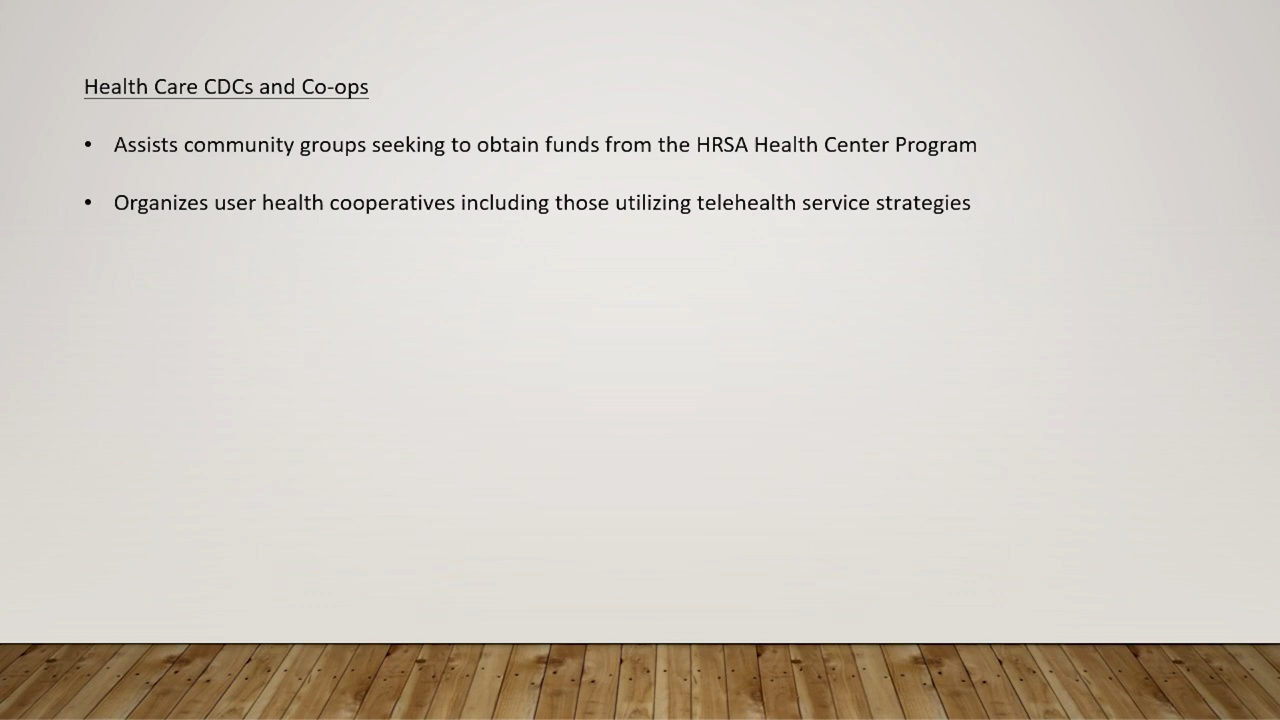 Health Care CDCs and Co-ops
• Assists community groups seeking to obtain funds from the HRSA Health Center Program
• Organizes user health cooperatives including those utilizing telehealth service strategies